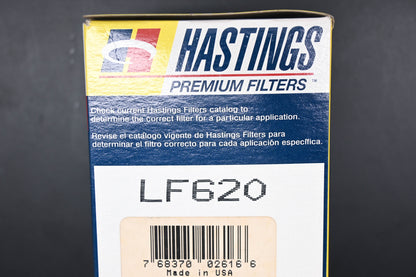 HASTINGS
PREMIUM FILTERS™
Check current Hastings Filters catalog to
determine the correct filter for a particular application.
Revise el catálogo vigente de Hastings Filters para
determinar el filtro correcto para cada aplicación específica.
LF620
7 68370 02616 6
Made in USA